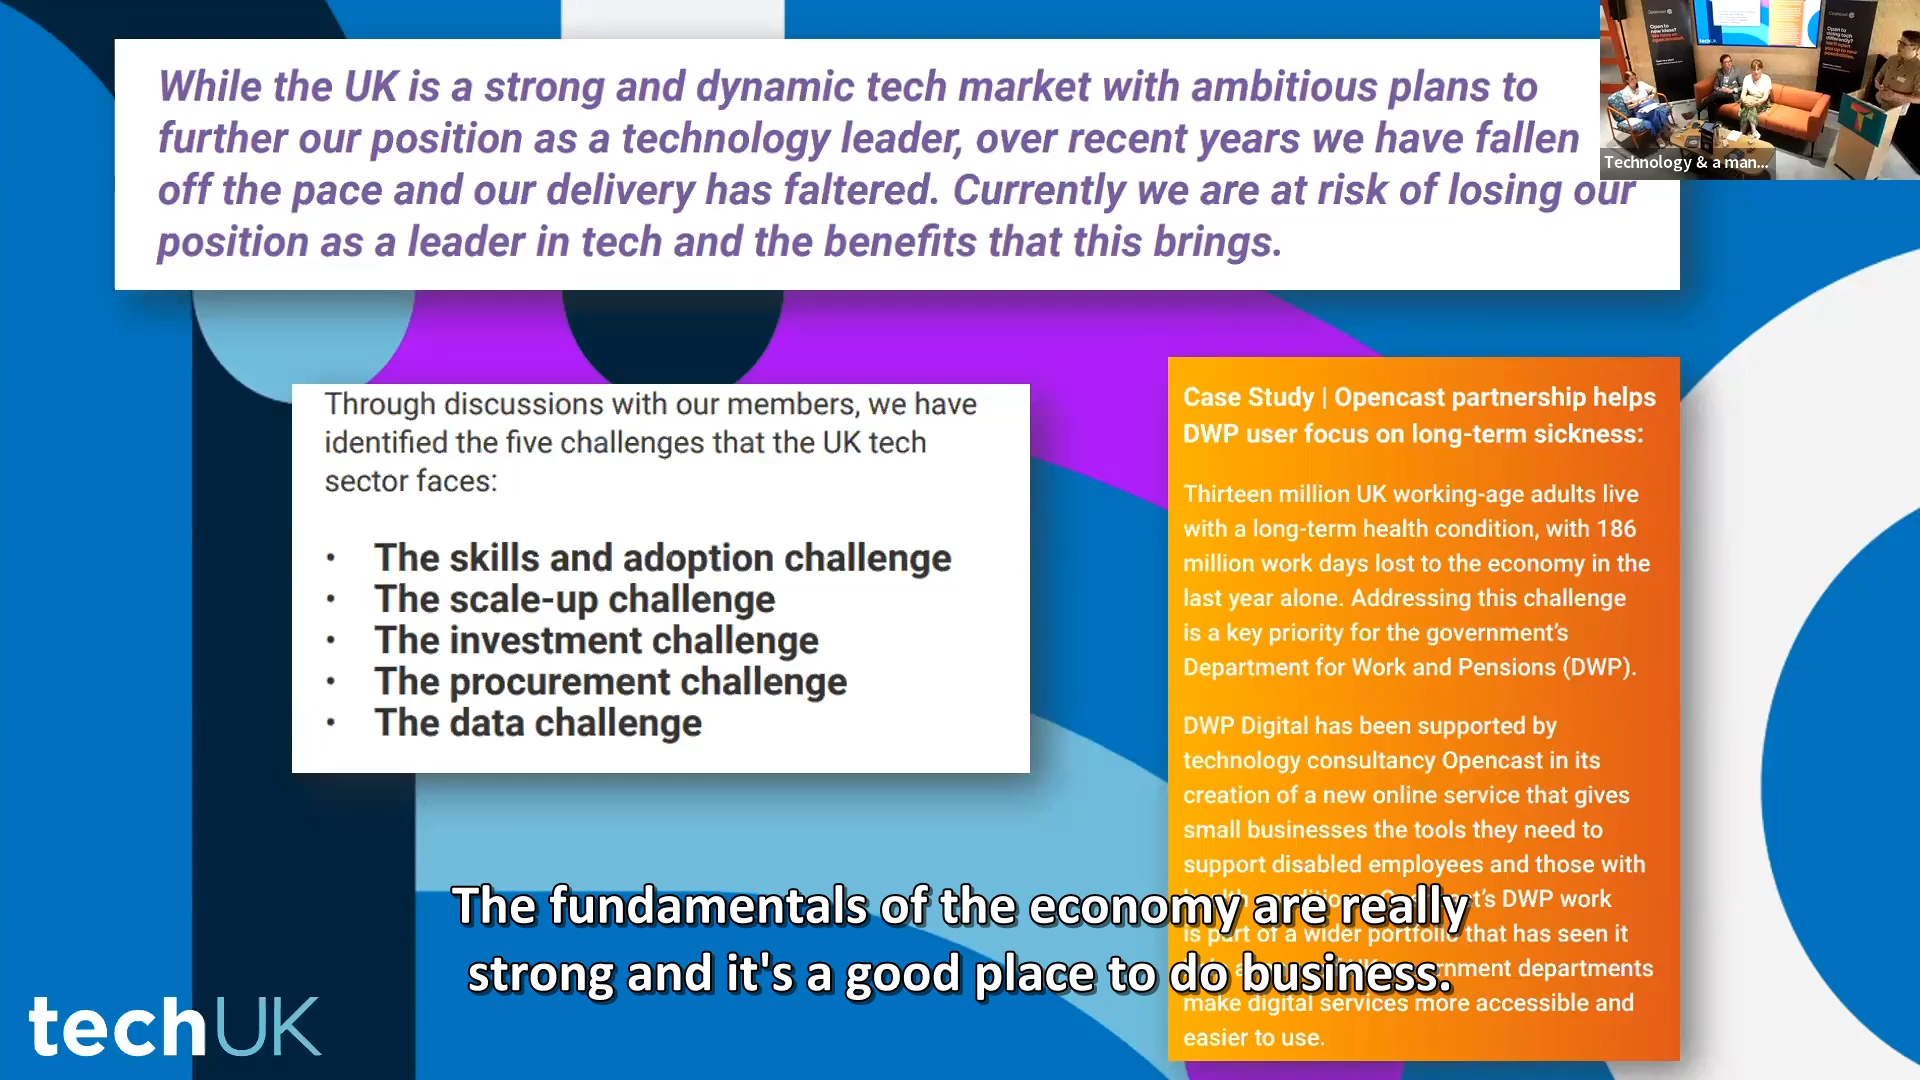 While the UK is a strong and dynamic tech market with ambitious plans to
further our position as a technology leader, over recent years we have fallen
off the pace and our delivery has faltered. Currently we are at risk of losing our
position as a leader in tech and the benefits that this brings.
Technology & a man...
Through discussions with our members, we have
identified the five challenges that the UK tech
sector faces:
• The skills and adoption challenge
• The scale-up challenge
• The investment challenge
• The procurement challenge
• The data challenge
Case Study | Opencast partnership helps
DWP user focus on long-term sickness:
Thirteen million UK working-age adults live
with a long-term health condition, with 186
million work days lost to the economy in the
last year alone. Addressing this challenge
is a key priority for the government’s
Department for Work and Pensions (DWP).
DWP Digital has been supported by
technology consultancy Opencast in its
creation of a new online service that gives
small businesses the tools they need to
support disabled employees and those with
DWP work
is part of a wider portfolio that has seen it
departments
make digital services more accessible and
easier to use.
The fundamentals of the economy are really
strong and it's a good place to do business.
techUK